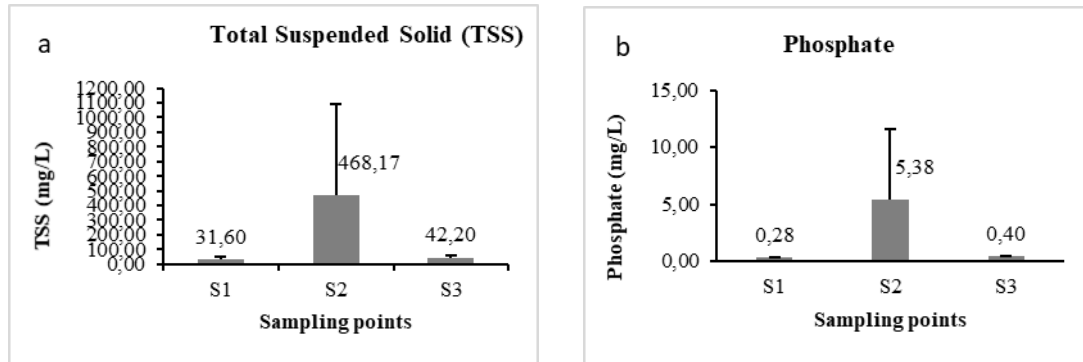 a
Total Suspended Solid (TSS)
TSS (mg/L)
1200,00
1100,00
1000,00
900,00
800,00
700,00
600,00
500,00
400,00
300,00
200,00
100,00
0,00
31,60
468,17
42,20
S1
S2
S3
Sampling points
b
Phosphate
Phosphate (mg/L)
15,00
10,00
5,00
0,00
0,28
5,38
0,40
S1
S2
S3
Sampling points